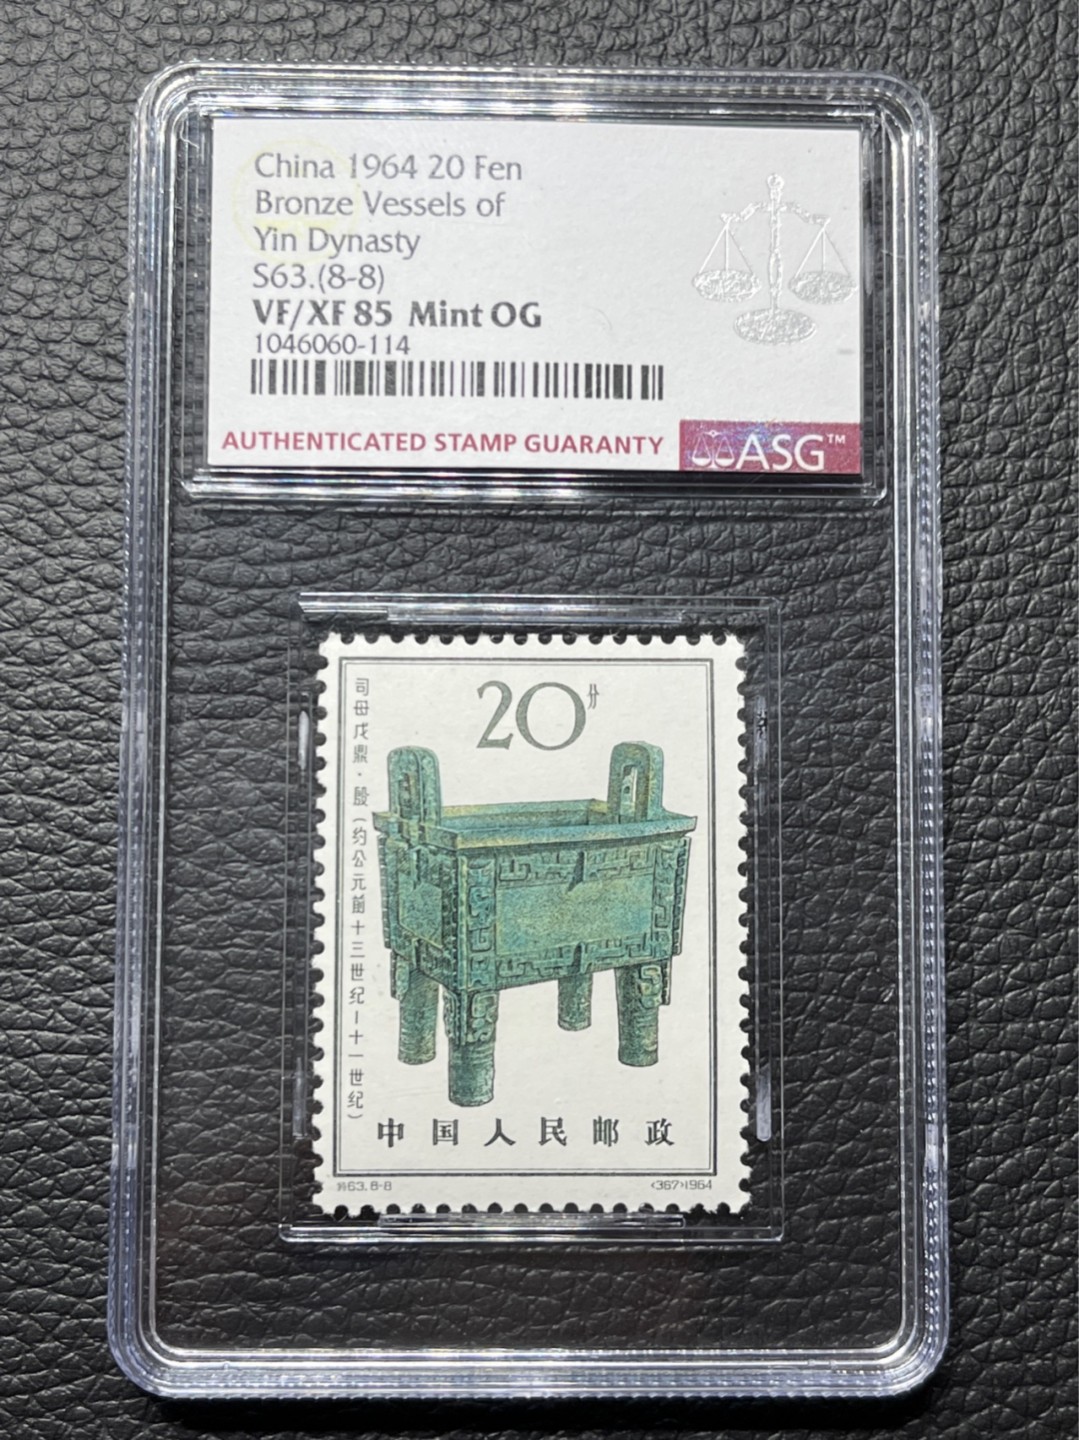 China 1964 20 Fen
Bronze Vessels of
Yin Dynasty
S63.(8-8)
VF/XF 85 Mint OG
1046060-114
AUTHENTICATED STAMP GUARANTY
ASG™
20分
司母戊鼎·殷(约公元前十三世纪—十一世纪)
中国人民邮政
特63.8-8
(367)1964